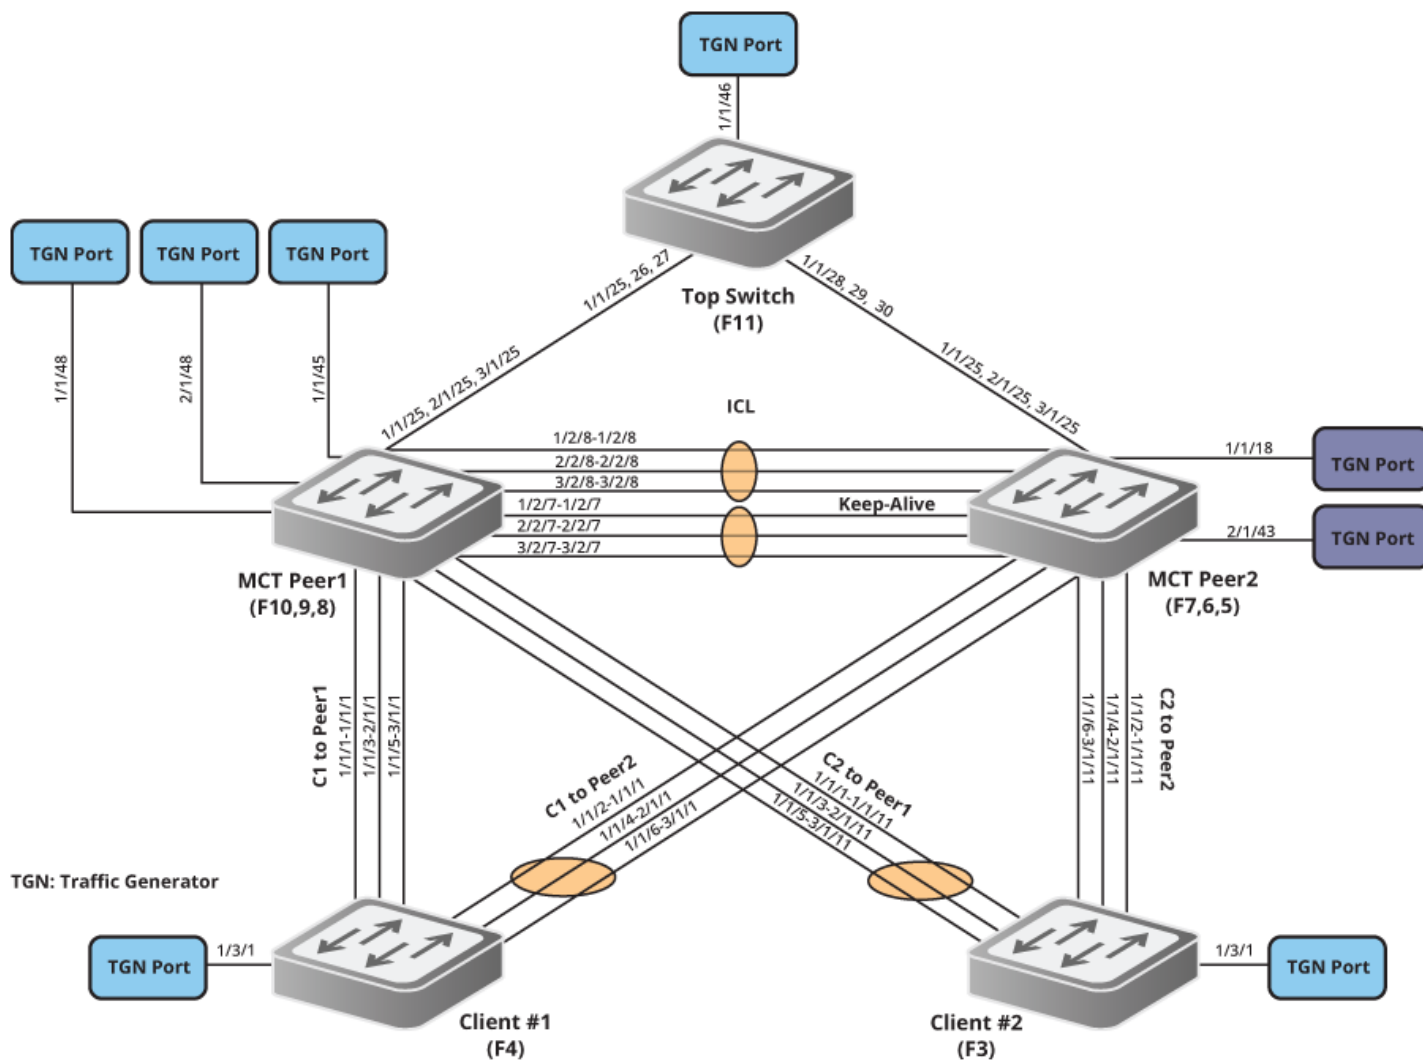 TGN Port
1/1/46
TGN Port
TGN Port
TGN Port
1/1/48
2/1/48
1/1/45
Top Switch
(F11)
1/1/25, 26, 27
1/1/28, 29, 30
1/1/25, 2/1/25, 3/1/25
1/1/25, 2/1/25, 3/1/25
ICL
1/2/8-1/2/8
2/2/8-2/2/8
3/2/8-3/2/8
1/2/7-1/2/7
2/2/7-2/2/7
3/2/7-3/2/7
Keep-Alive
1/1/18
TGN Port
2/1/43
TGN Port
MCT Peer1
(F10,9,8)
MCT Peer2
(F7,6,5)
C1 to Peer1
1/1/1-1/1/1
1/1/3-2/1/1
1/1/5-3/1/1
C1 to Peer2
1/1/2-1/1/1
1/1/4-2/1/1
1/1/6-3/1/1
C2 to Peer1
1/1/1-1/1/11
1/1/3-2/1/11
1/1/5-3/1/11
1/1/6-3/1/11
1/1/4-2/1/11
1/1/2-1/1/11
C2 to Peer2
TGN: Traffic Generator
TGN Port
1/3/1
Client #1
(F4)
Client #2
(F3)
1/3/1
TGN Port